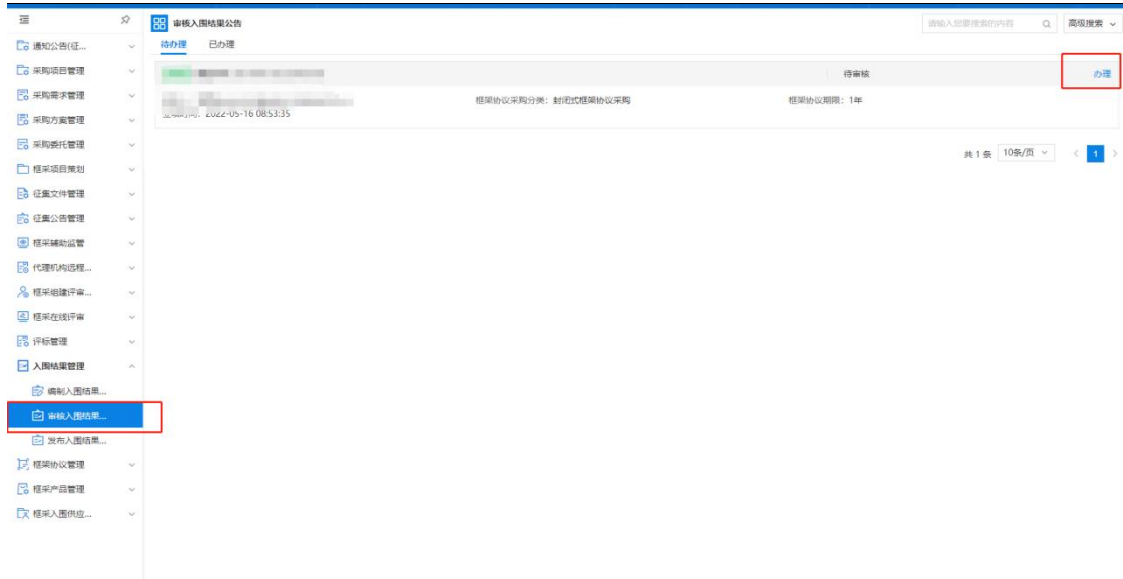 审核入围结果公告
请输入您要搜索的内容
高级搜索
待办理 已办理
待审核
办理
框架协议采购分类：封闭式框架协议采购
框架协议期限：1年
2022-05-16 08:53:35
共 1 条 10条/页 < 1 >
通知公告(征...
采购项目管理
采购需求管理
采购方案管理
采购委托管理
框采项目策划
征集文件管理
征集公告管理
框采辅助监管
代理机构远程...
框采组建评审...
框采在线评审
评标管理
入围结果管理
编制入围结果...
审核入围结果...
发布入围结果...
框架协议管理
框采产品管理
框采入围供应...